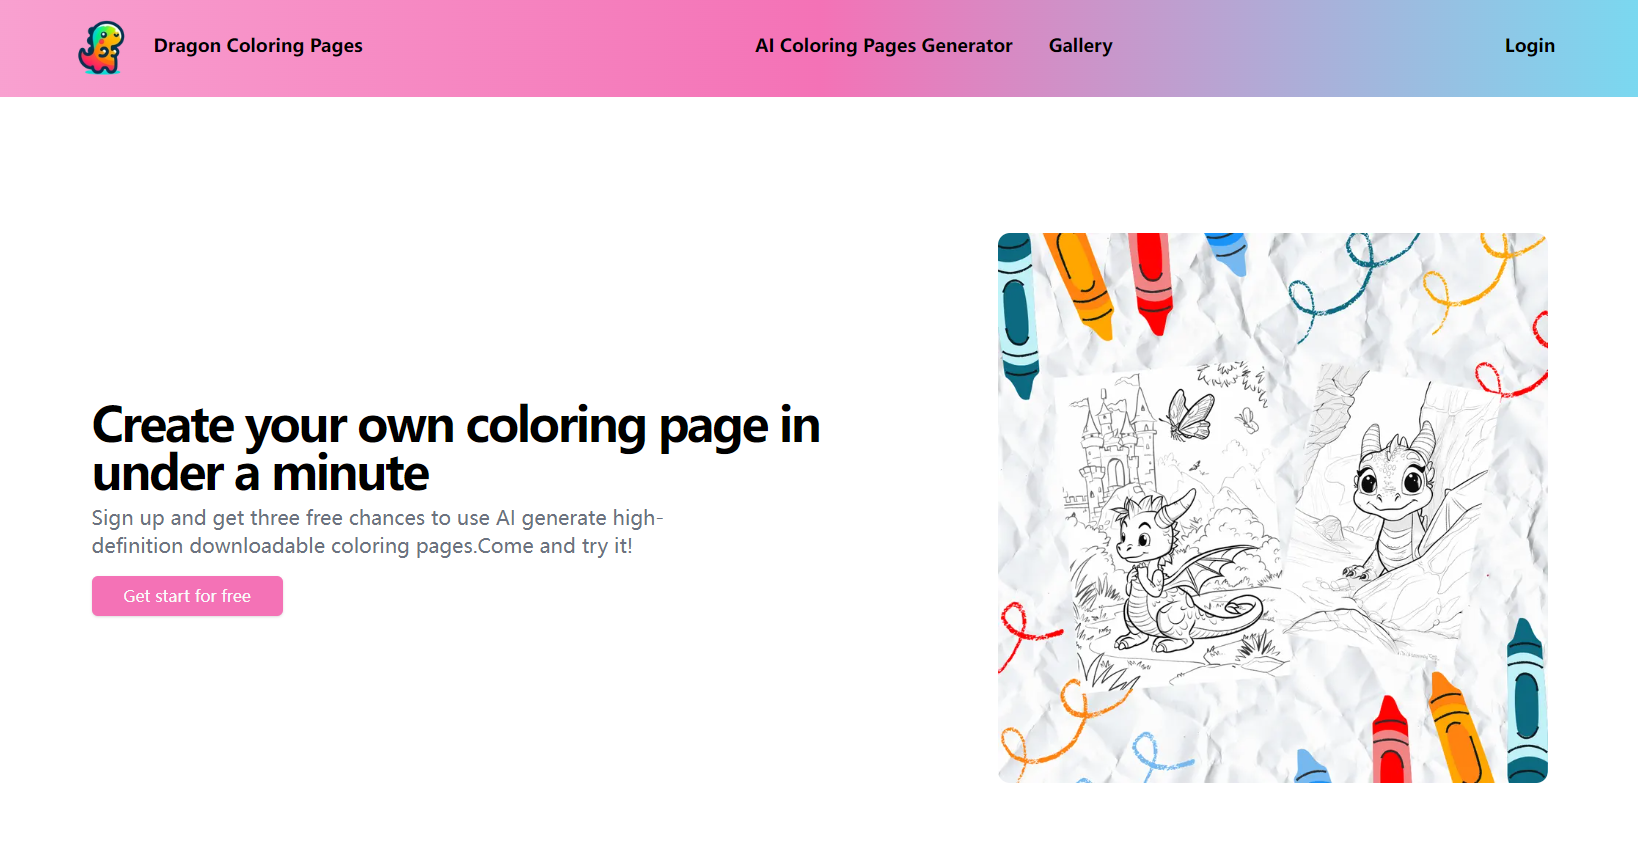 Dragon Coloring Pages
AI Coloring Pages Generator
Gallery
Login
Create your own coloring page in
under a minute
Sign up and get three free chances to use AI generate high-
definition downloadable coloring pages.Come and try it!
Get start for free